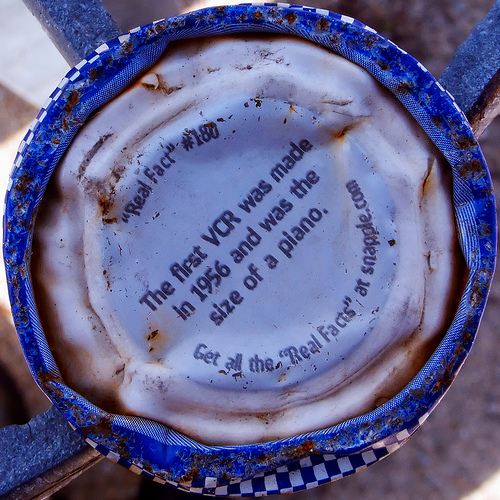 "Real Fact" #100
The first VCR was made
in 1956 and was the
size of a piano.
Get all the "Real Facts" at snapple.com